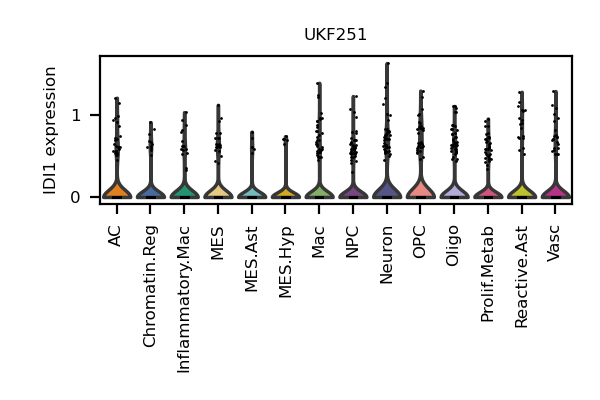 UKF251
IDI1 expression
1
0
AC
Chromatin.Reg
Inflammatory.Mac
MES
MES.Ast
MES.Hyp
Mac
NPC
Neuron
OPC
Oligo
Prolif.Metab
Reactive.Ast
Vasc